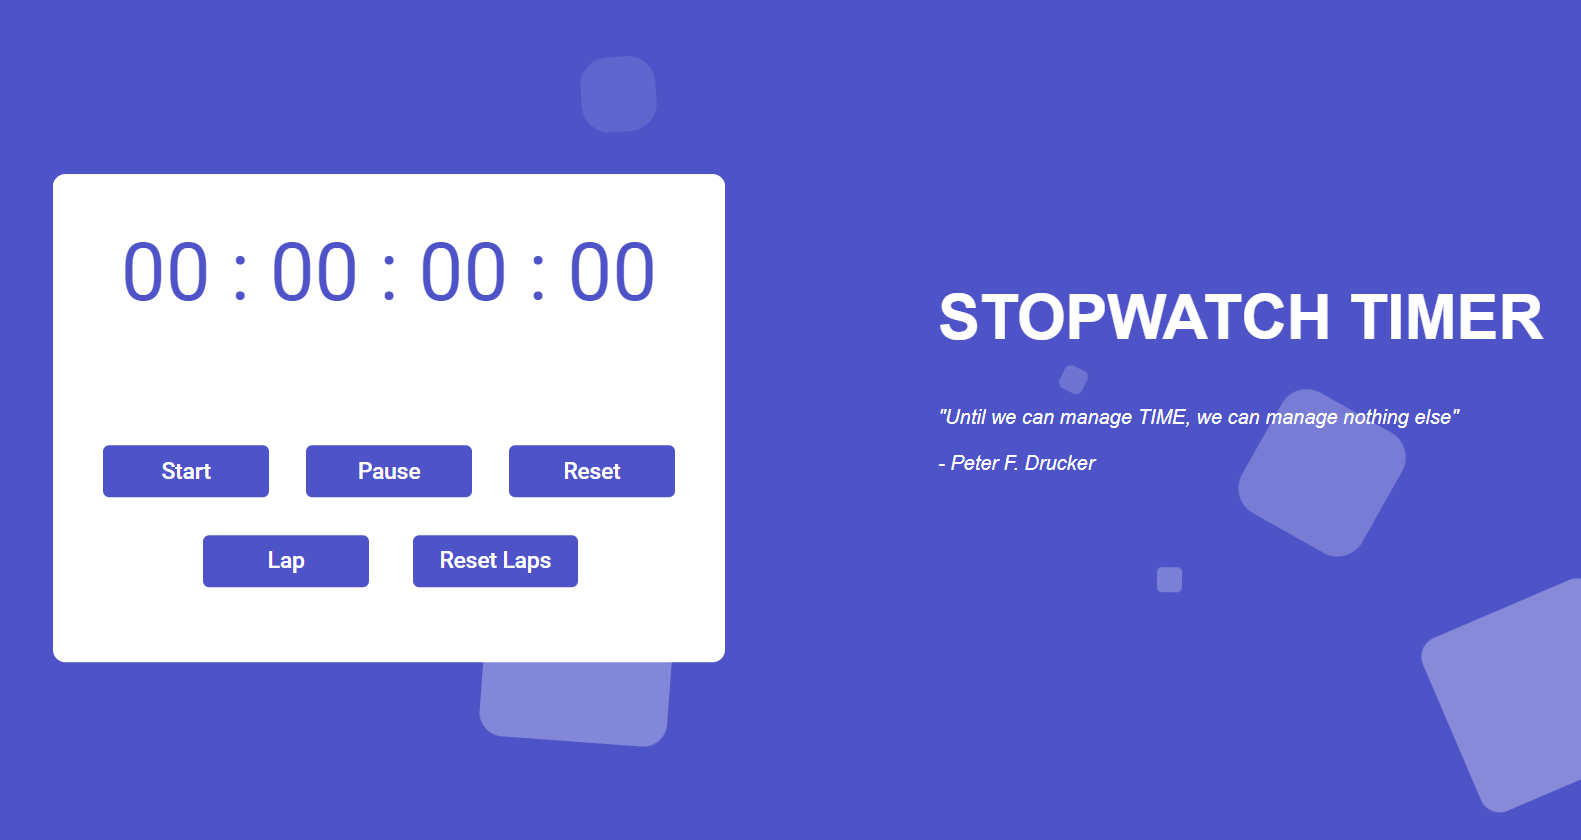 00 : 00 : 00 : 00
Start Pause Reset
Lap Reset Laps
STOPWATCH TIMER
"Until we can manage TIME, we can manage nothing else"
- Peter F. Drucker